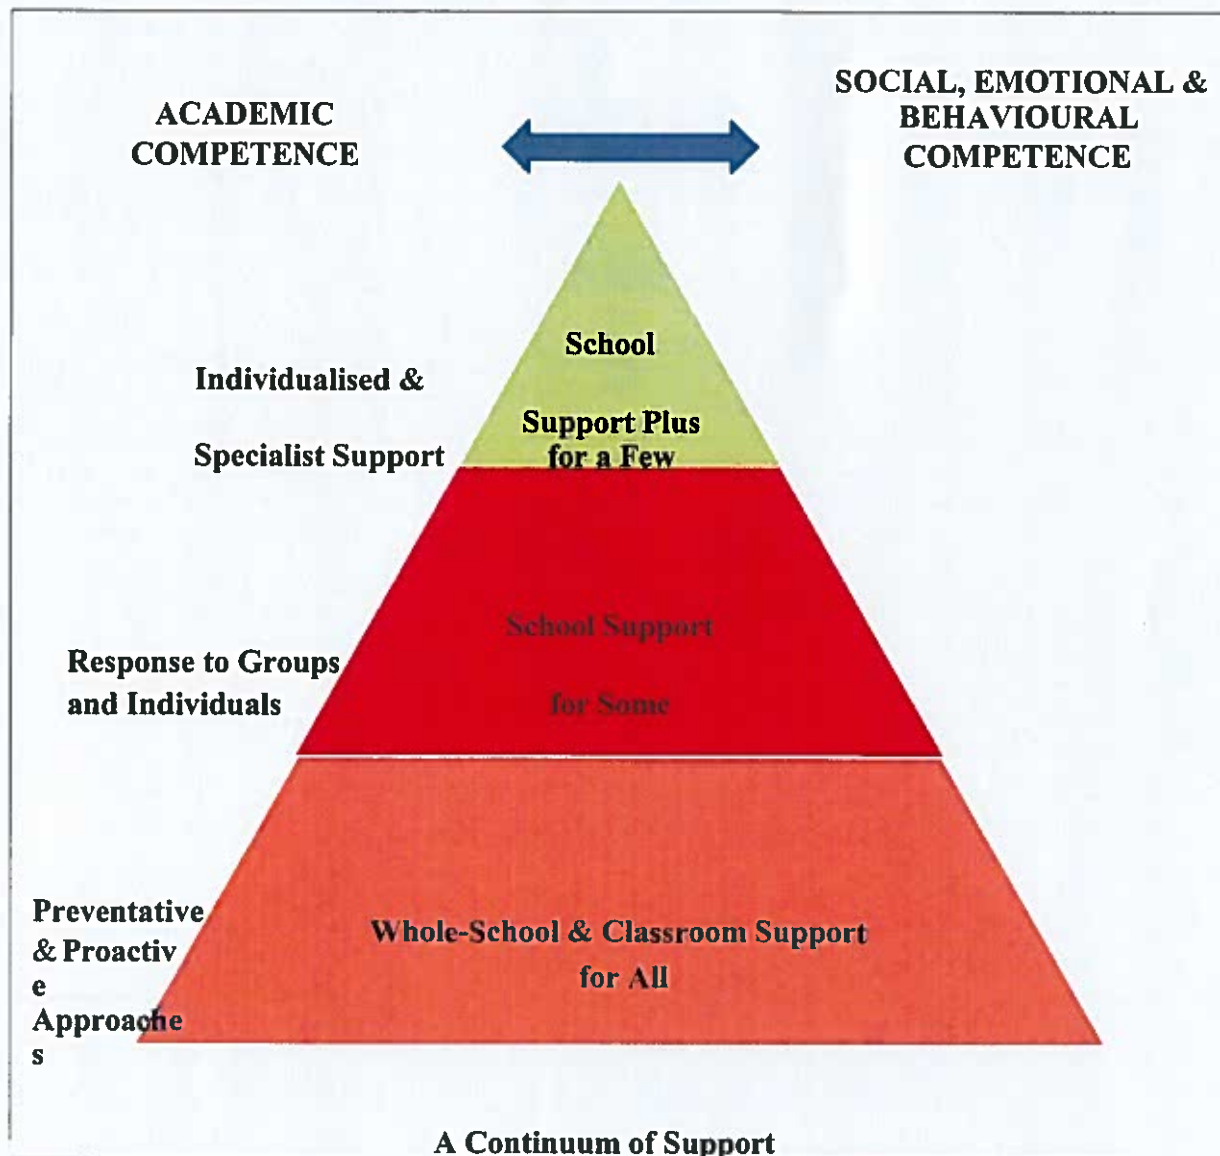 ACADEMIC
COMPETENCE
SOCIAL, EMOTIONAL &
BEHAVIOURAL
COMPETENCE
School
Support Plus
for a Few
Individualised &
Specialist Support
School Support
for Some
Response to Groups
and Individuals
Whole-School & Classroom Support
for All
Preventative
& Proactiv
e
Approache
s
A Continuum of Support